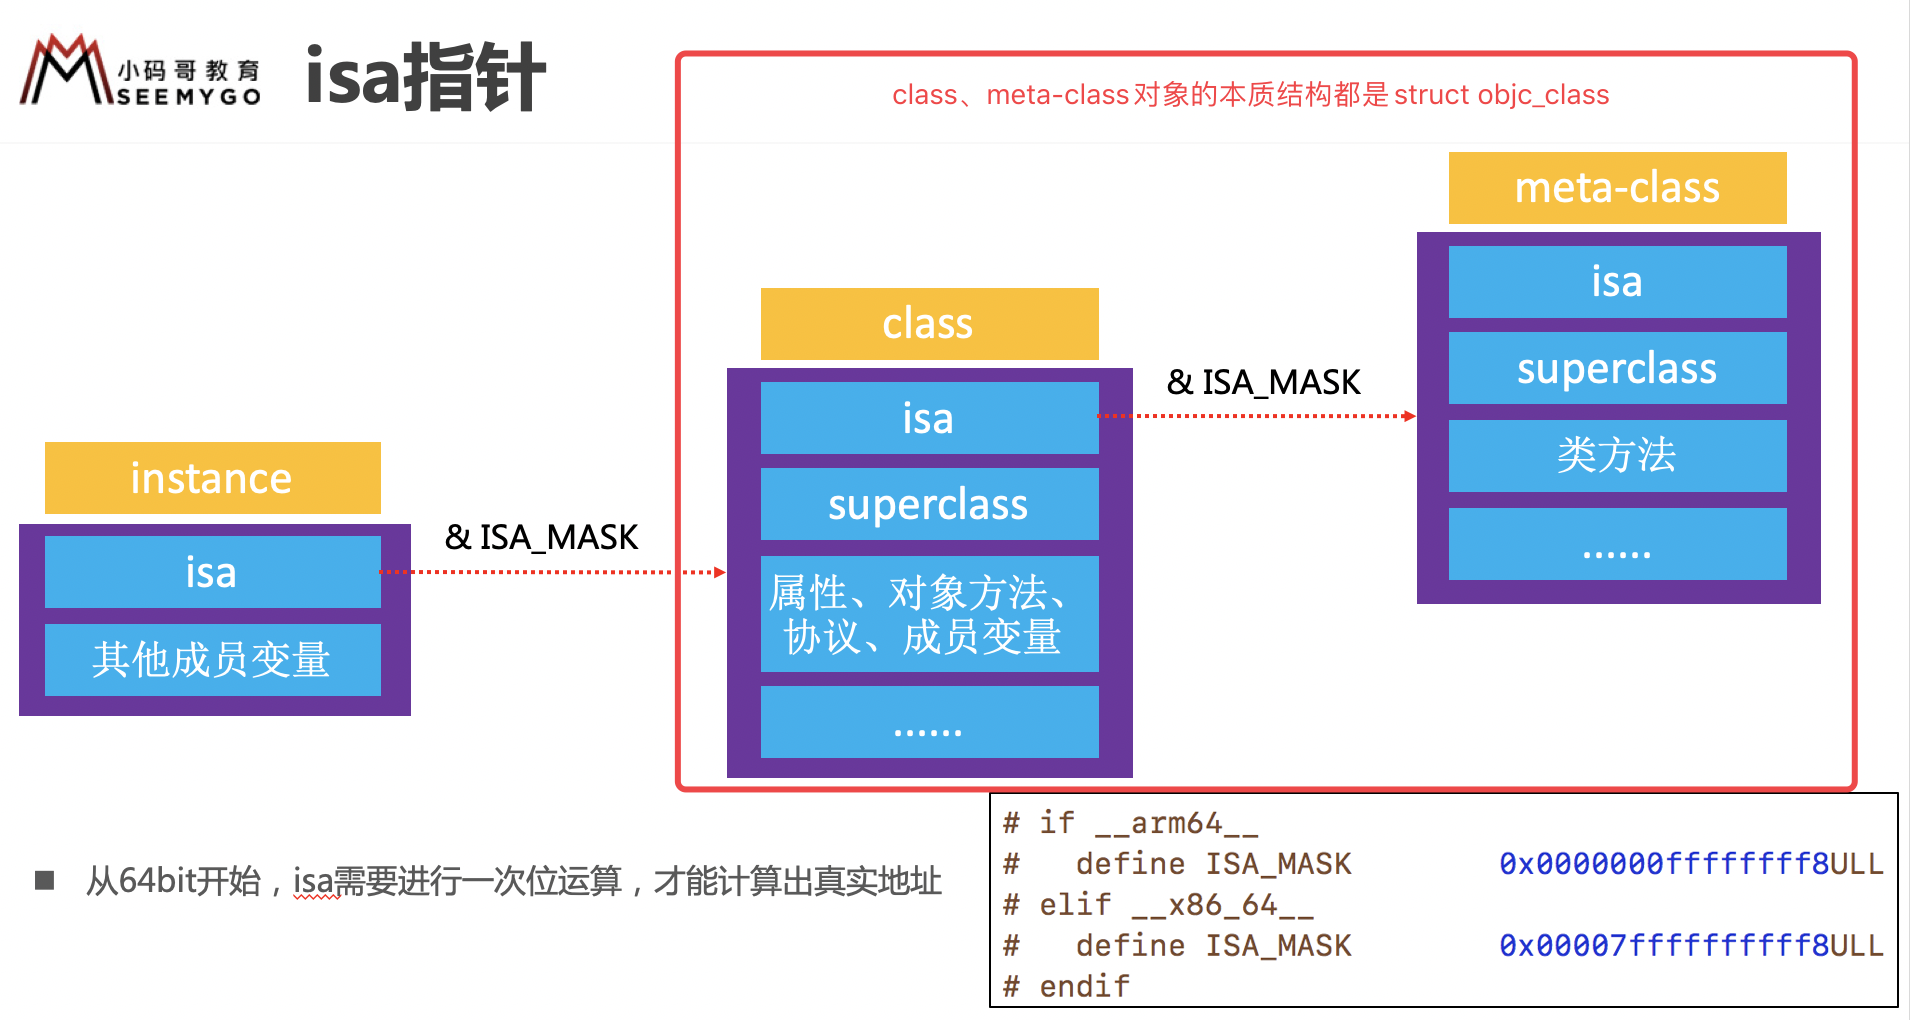 小码哥教育
SEEMYGO
isa指针
class、meta-class对象的本质结构都是struct objc_class
meta-class
isa
superclass
类方法
......
class
isa
superclass
属性、对象方法、
协议、成员变量
......
& ISA_MASK
instance
isa
其他成员变量
& ISA_MASK
■ 从64bit开始，isa需要进行一次位运算，才能计算出真实地址
# if __arm64__
#   define ISA_MASK        0x0000000ffffffff8ULL
# elif __x86_64__
#   define ISA_MASK        0x00007ffffffffff8ULL
# endif